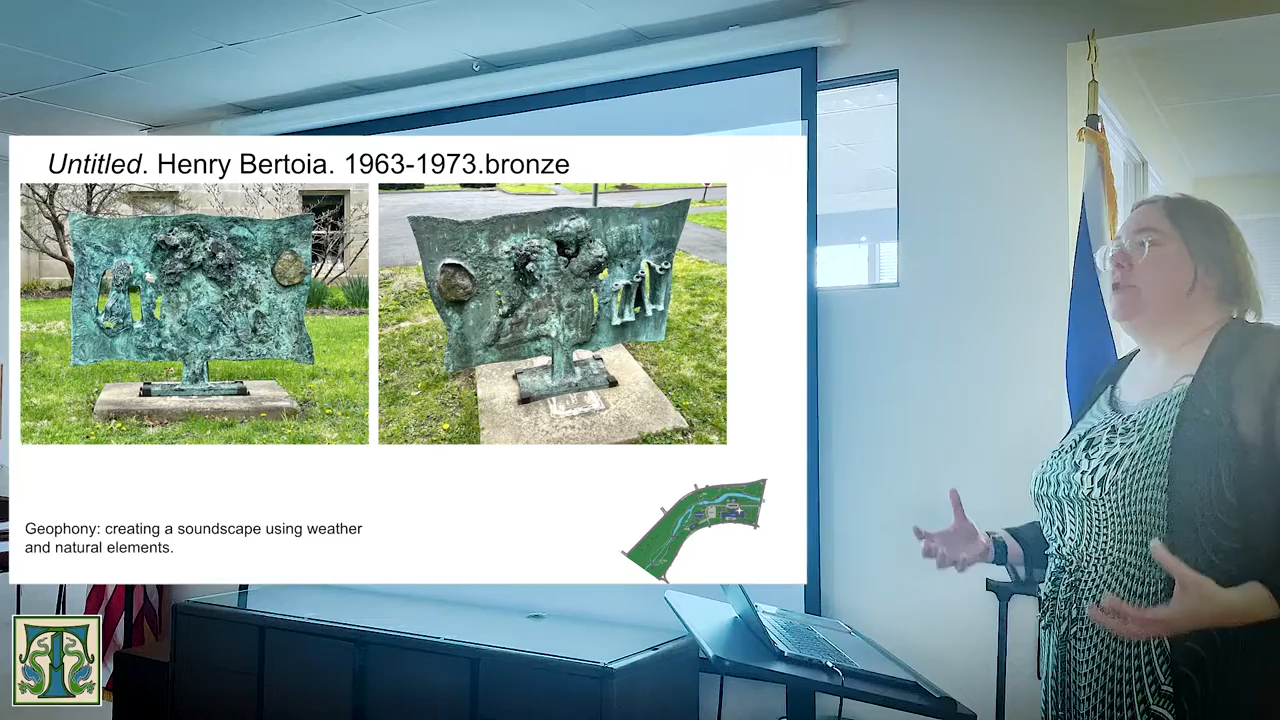 Untitled. Henry Bertoia. 1963-1973.bronze
Geophony: creating a soundscape using weather
and natural elements.
T